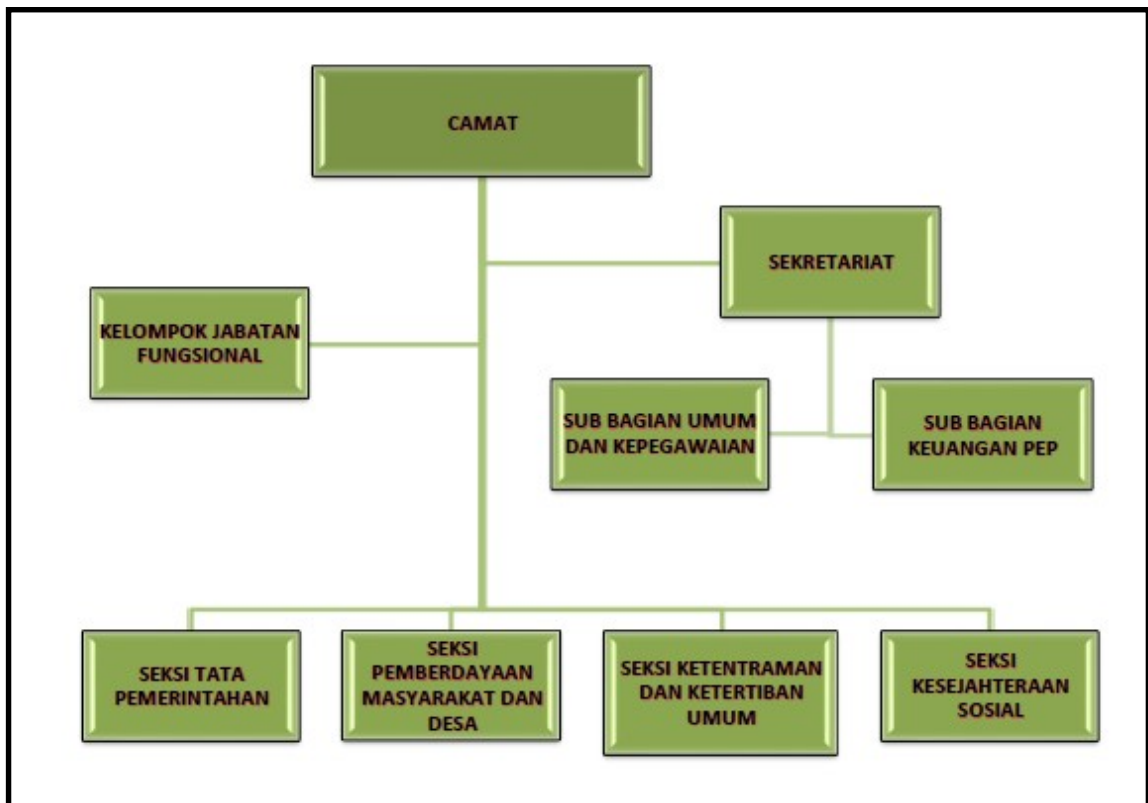 CAMAT
SEKRETARIAT
KELOMPOK JABATAN
FUNGSIONAL
SUB BAGIAN UMUM
DAN KEPEGAWAIAN
SUB BAGIAN
KEUANGAN PEP
SEKSI TATA
PEMERINTAHAN
SEKSI
PEMBERDAYAAN
MASYARAKAT DAN
DESA
SEKSI KETENTRAMAN
DAN KETERTIBAN
UMUM
SEKSI
KESEJAHTERAAN
SOSIAL